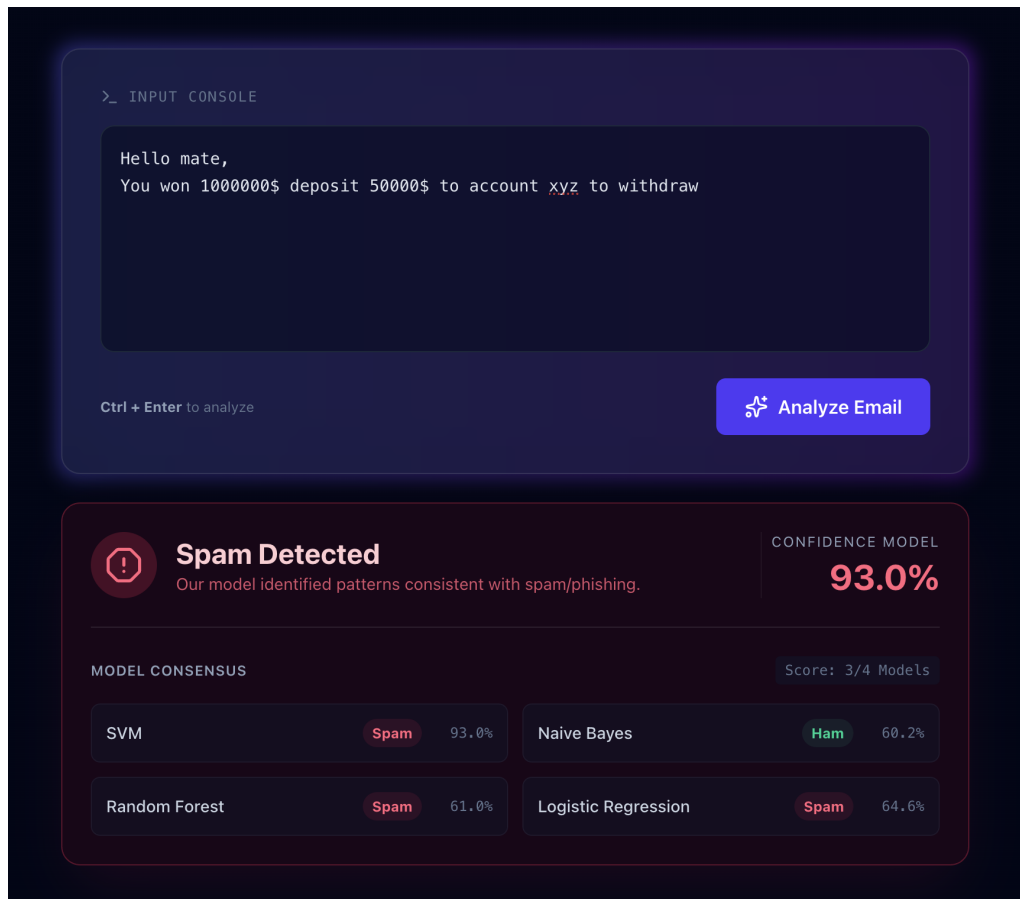 >_ INPUT CONSOLE
Hello mate,
You won 1000000$ deposit 50000$ to account xyz to withdraw
Ctrl + Enter to analyze
Analyze Email
Spam Detected
Our model identified patterns consistent with spam/phishing.
CONFIDENCE MODEL
93.0%
MODEL CONSENSUS
Score: 3/4 Models
SVM Spam 93.0%
Naive Bayes Ham 60.2%
Random Forest Spam 61.0%
Logistic Regression Spam 64.6%